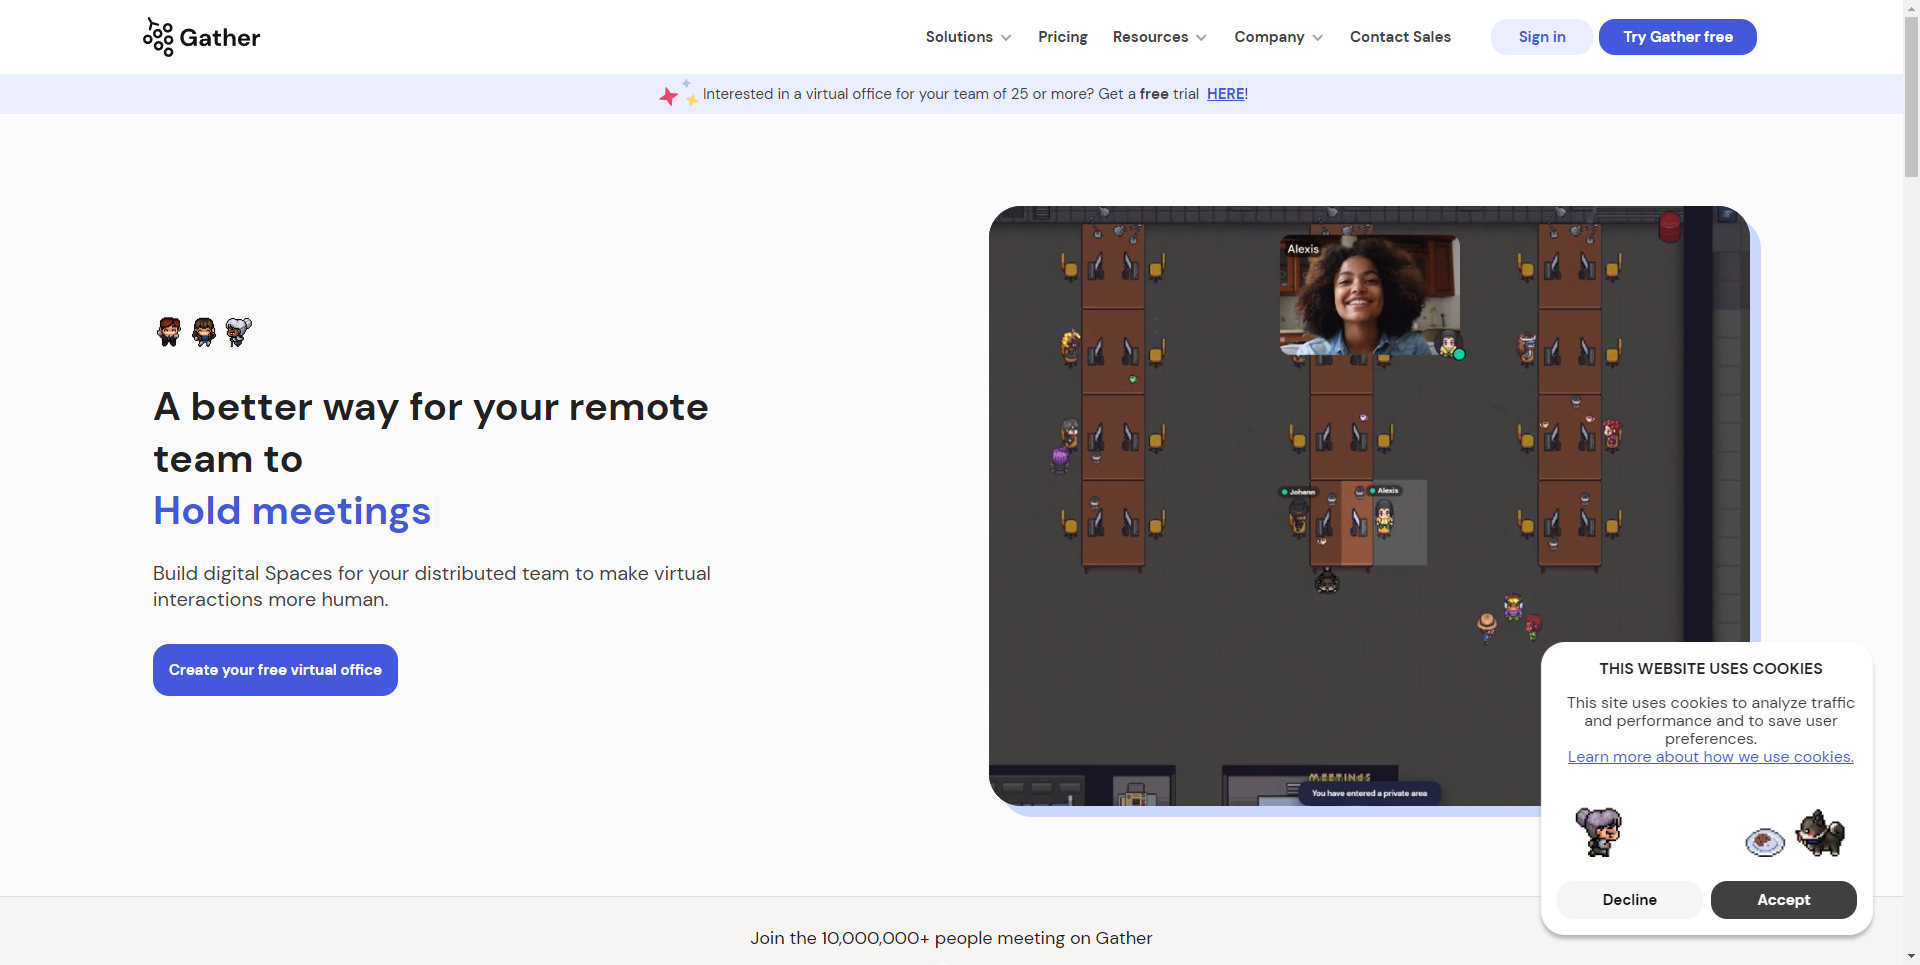 Gather
Solutions
Pricing
Resources
Company
Contact Sales
Sign in
Try Gather free
Interested in a virtual office for your team of 25 or more? Get a free trial HERE!
A better way for your remote
team to
Hold meetings
Build digital Spaces for your distributed team to make virtual
interactions more human.
Create your free virtual office
Alexis
Johann
Alexis
MEETINGS
You have entered a private area
THIS WEBSITE USES COOKIES
This site uses cookies to analyze traffic
and performance and to save user
preferences.
Learn more about how we use cookies.
Decline
Accept
Join the 10,000,000+ people meeting on Gather